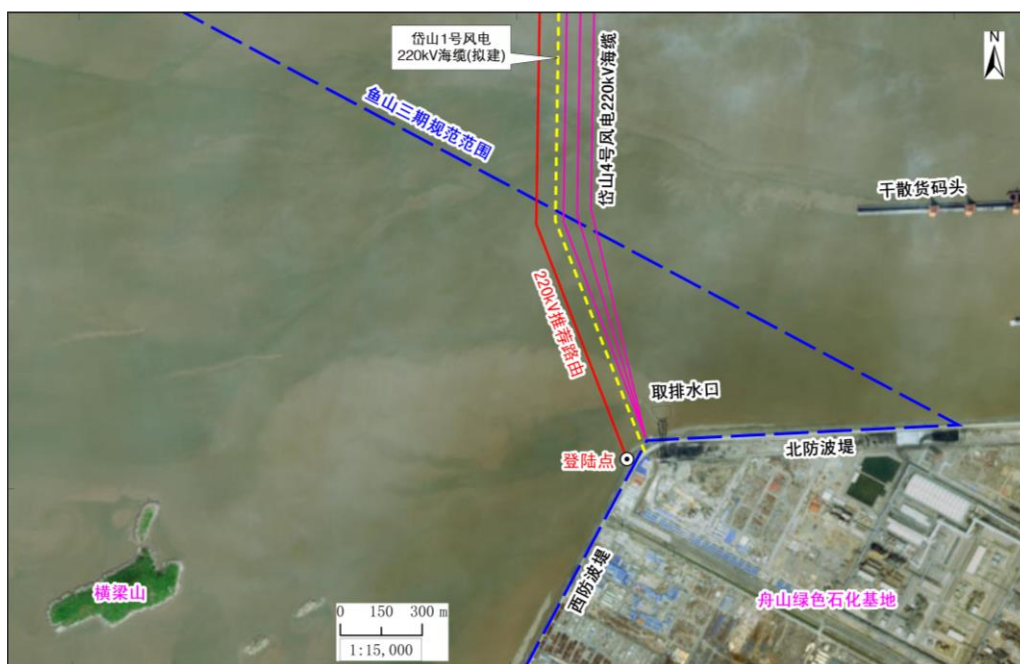 岱山1号风电
220kV海缆(拟建)
N
鱼山三期规范范围
岱山4号风电220kV海缆
干散货码头
220kV推荐路由
取排水口
登陆点
北防波堤
西防波堤
横梁山
舟山绿色石化基地
0 150 300 m
1:15,000